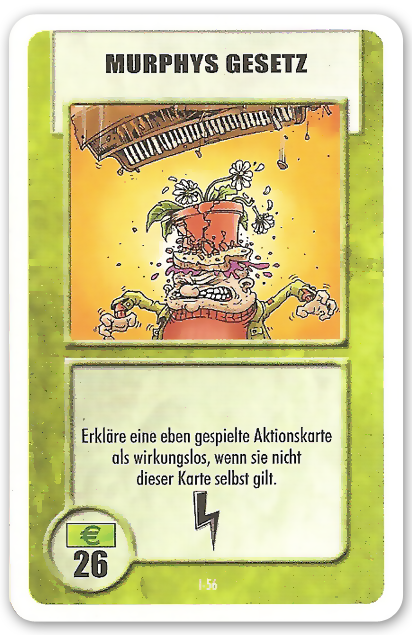 MURPHYS GESETZ
Erkläre eine eben gespielte Aktionskarte
als wirkungslos, wenn sie nicht
dieser Karte selbst gilt.
€
26
I-56